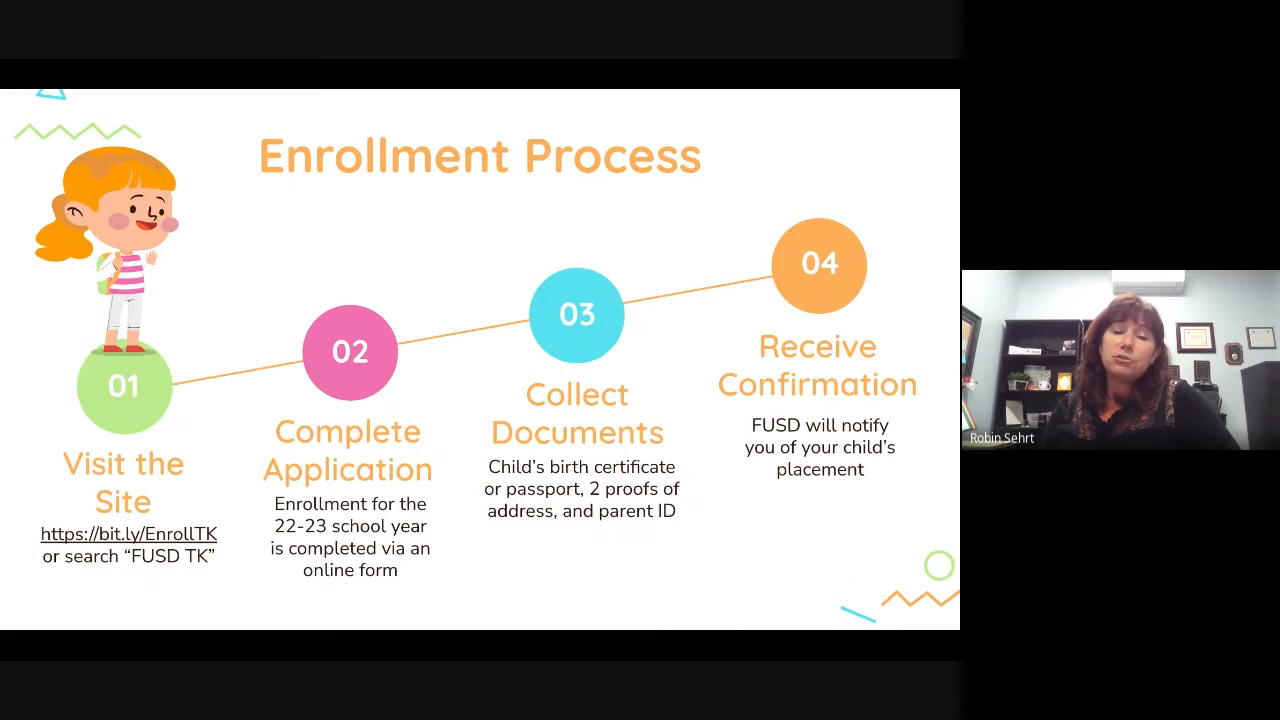 Enrollment Process
01
Visit the
Site
https://bit.ly/EnrollTK
or search “FUSD TK”
02
Complete
Application
Enrollment for the
22-23 school year
is completed via an
online form
03
Collect
Documents
Child’s birth certificate
or passport, 2 proofs of
address, and parent ID
04
Receive
Confirmation
FUSD will notify
you of your child’s
placement
Robin Sehrt